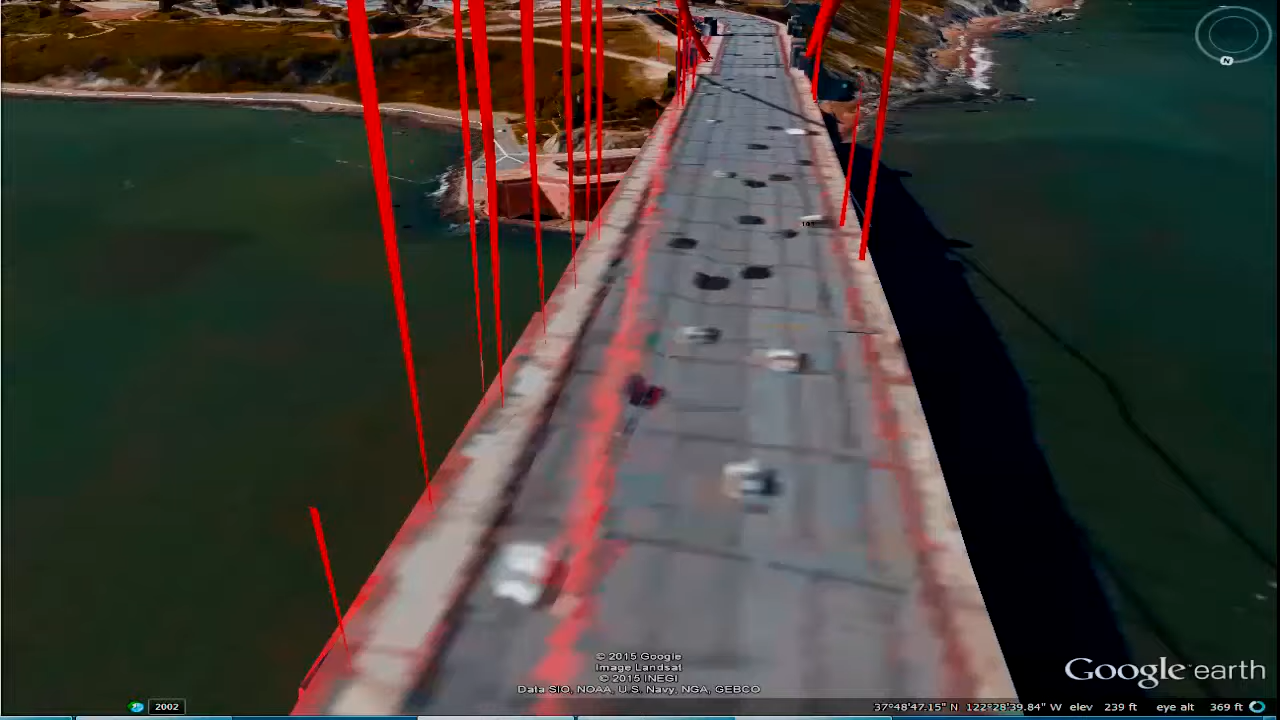 N
101
© 2015 Google
Image Landsat
© 2015 INEGI
Data SIO, NOAA, U.S. Navy, NGA, GEBCO
Google earth
2002
37°48'47.15" N 122°28'39.84" W elev 239 ft eye alt 369 ft